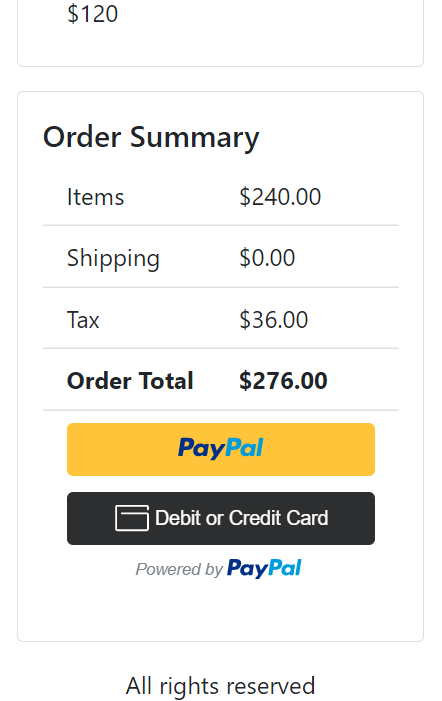 $120
Order Summary
Items $240.00
Shipping $0.00
Tax $36.00
Order Total $276.00
PayPal
Debit or Credit Card
Powered by PayPal
All rights reserved